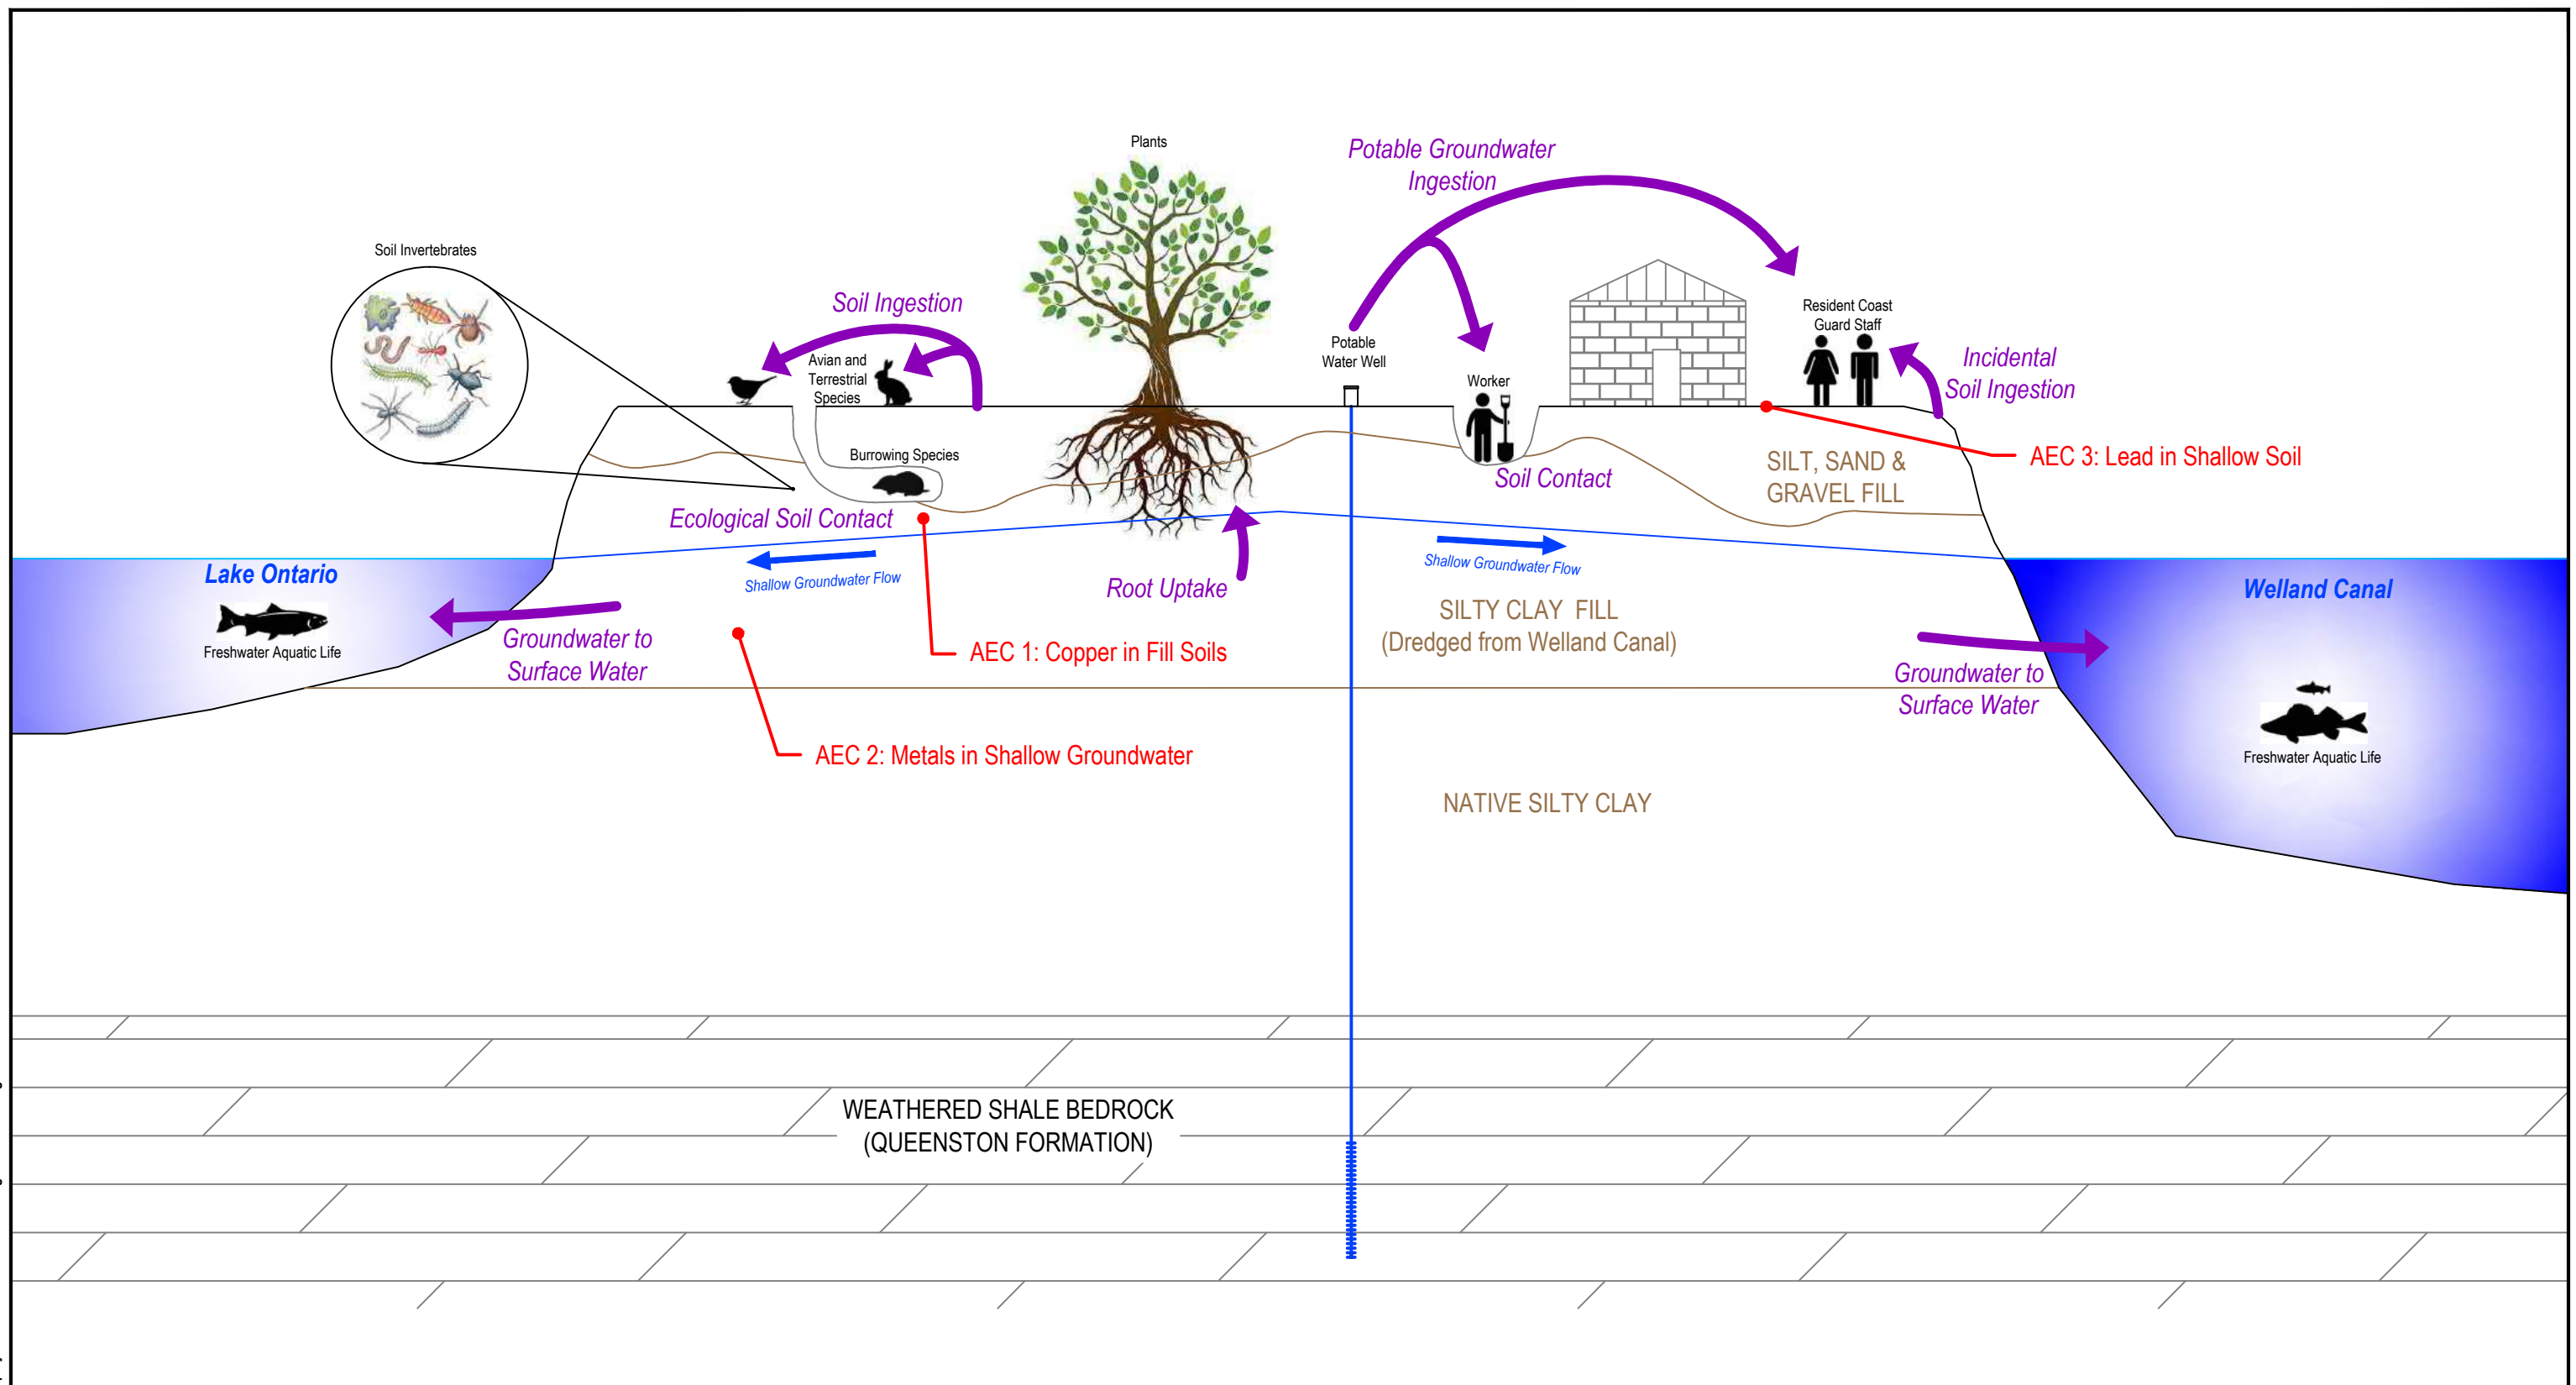 Plants
Potable Groundwater
Ingestion
Soil Invertebrates
Soil Ingestion
Avian and
Terrestrial
Species
Potable
Water Well
Worker
Resident Coast
Guard Staff
Incidental
Soil Ingestion
Burrowing Species
Ecological Soil Contact
Soil Contact
SILT, SAND &
GRAVEL FILL
AEC 3: Lead in Shallow Soil
Lake Ontario
Freshwater Aquatic Life
Shallow Groundwater Flow
Root Uptake
Shallow Groundwater Flow
Welland Canal
Groundwater to
Surface Water
AEC 1: Copper in Fill Soils
SILTY CLAY FILL
(Dredged from Welland Canal)
Groundwater to
Surface Water
Freshwater Aquatic Life
AEC 2: Metals in Shallow Groundwater
NATIVE SILTY CLAY
WEATHERED SHALE BEDROCK
(QUEENSTON FORMATION)